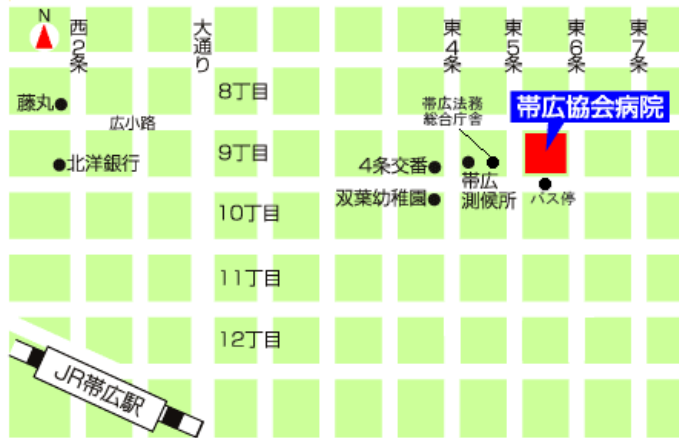 N
西2条
大通り
東4条
東5条
東6条
東7条
8丁目
藤丸
帯広法務
総合庁舎
帯広協会病院
広小路
9丁目
北洋銀行
4条交番
帯広
測候所
双葉幼稚園
バス停
10丁目
11丁目
12丁目
JR帯広駅